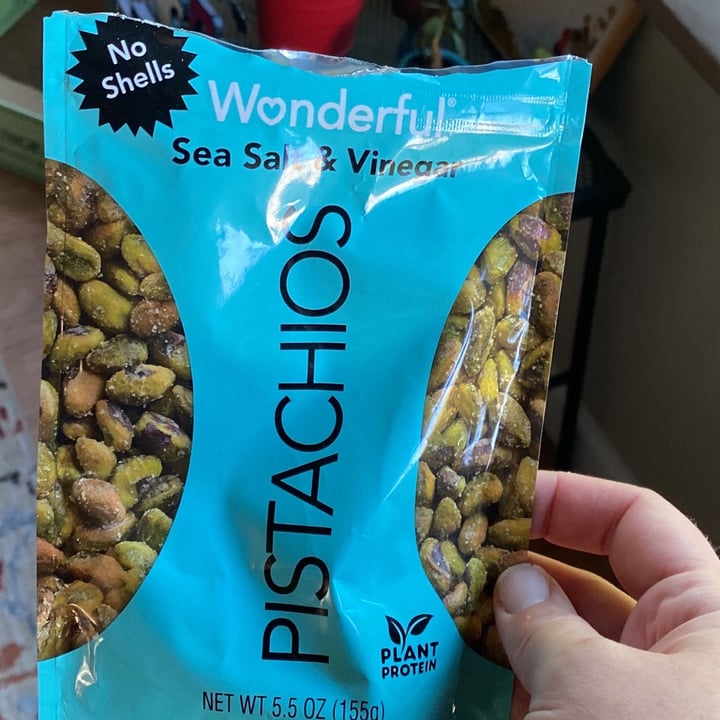 No
Shells
Wonderful®
Sea Salt & Vinegar
PISTACHIOS
PLANT
PROTEIN
NET WT 5.5 OZ (155g)